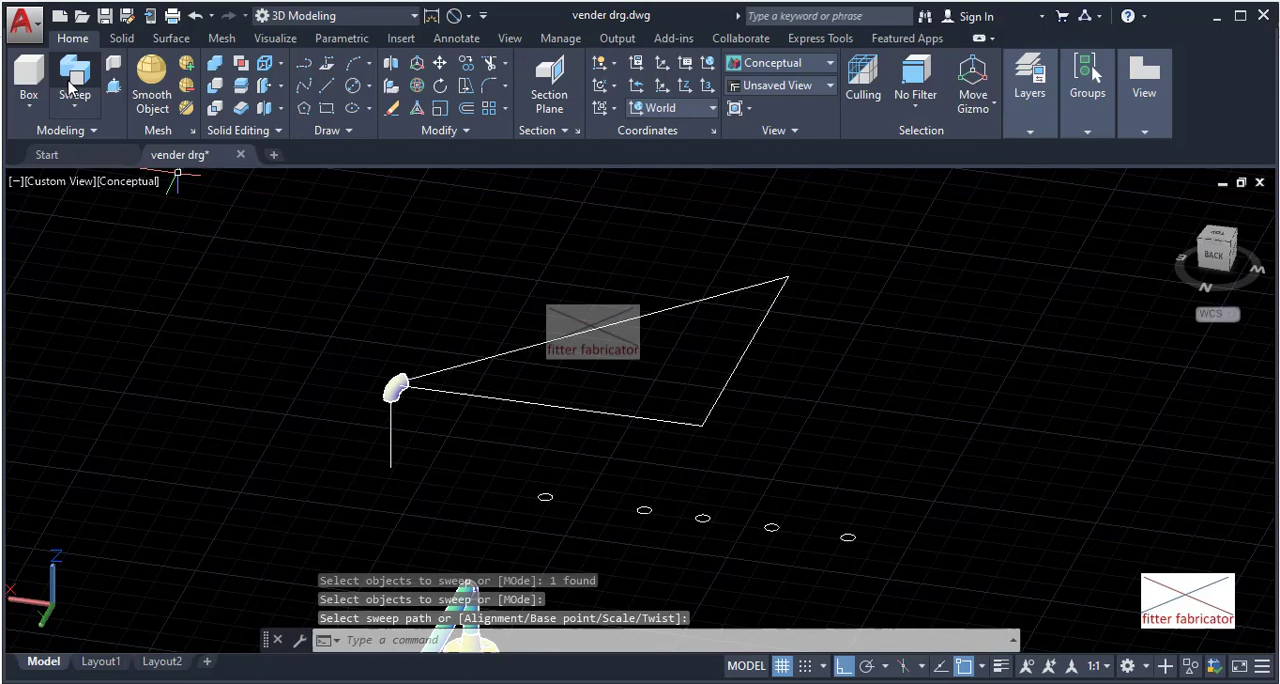 3D Modeling
vender drg.dwg
Type a keyword or phrase
Sign In
Home Solid Surface Mesh Visualize Parametric Insert Annotate View Manage Output Add-ins Collaborate Express Tools Featured Apps
Box
Sweep
Smooth
Object
Section
Plane
Conceptual
Unsaved View
World
Culling
No Filter
Move
Gizmo
Layers
Groups
View
Modeling
Mesh
Solid Editing
Draw
Modify
Section
Coordinates
View
Selection
Start
vender drg*
[−][Custom View][Conceptual]
TOP
BACK
S
M
N
WCS
fitter fabricator
Z
X
Y
Select objects to sweep or [MOde]: 1 found
Select objects to sweep or [MOde]:
Select sweep path or [Alignment/Base point/Scale/Twist]:
Type a command
fitter fabricator
Model
Layout1
Layout2
MODEL
1:1